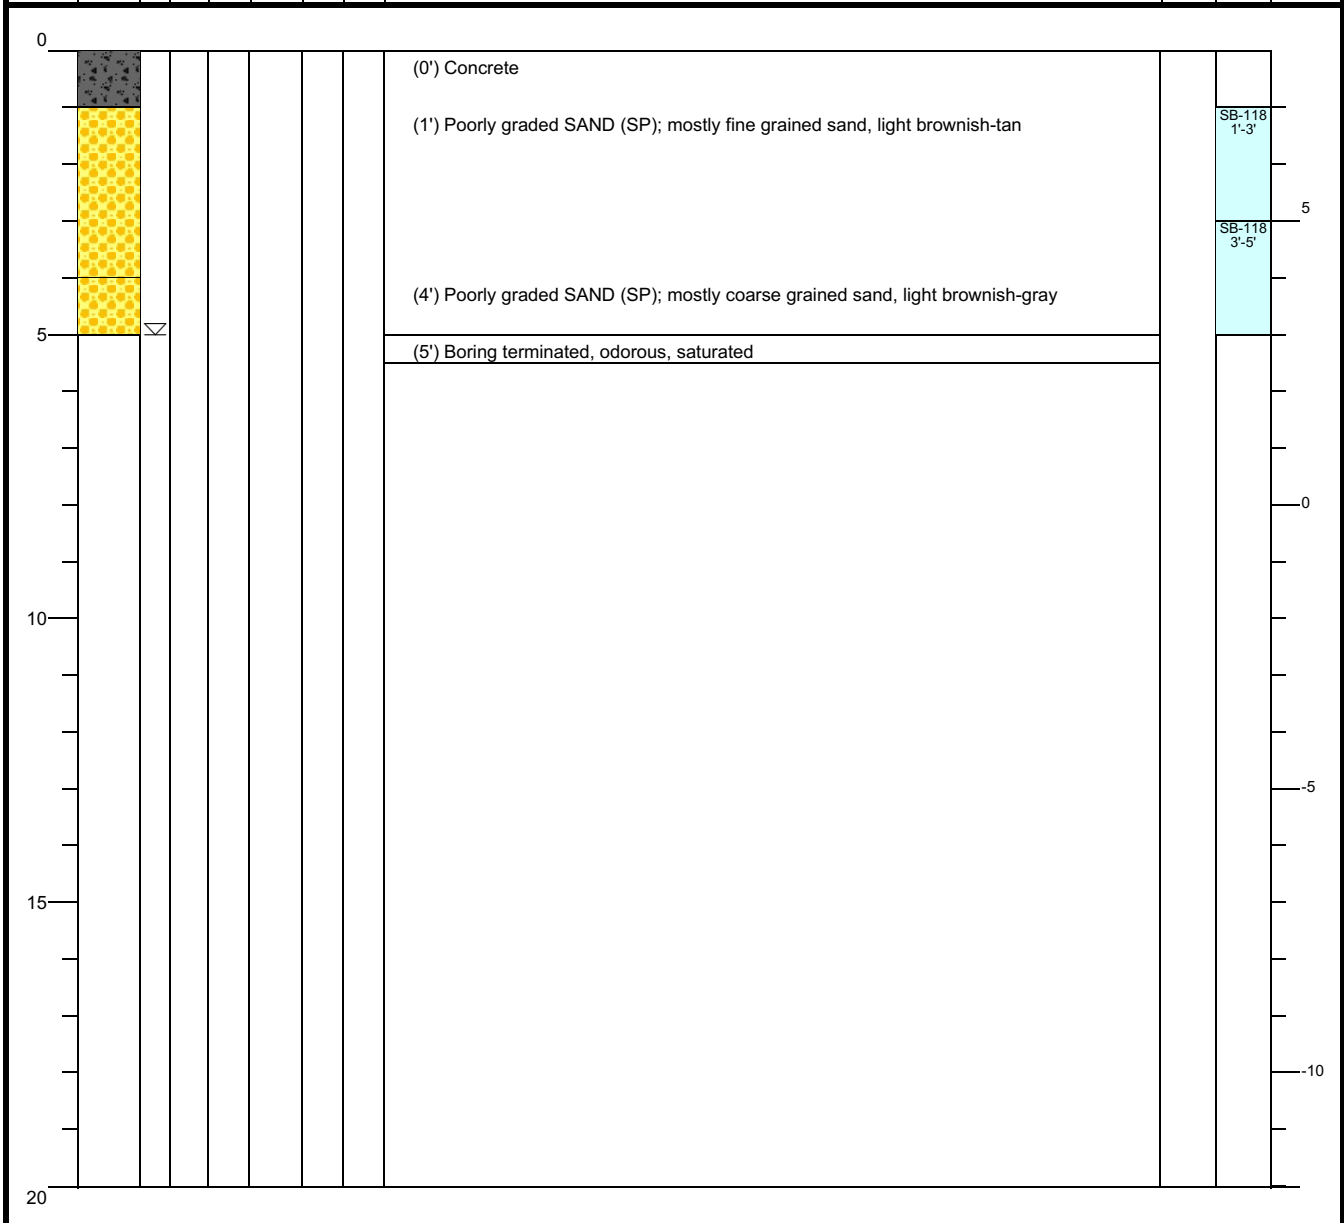 0
(0') Concrete
(1') Poorly graded SAND (SP); mostly fine grained sand, light brownish-tan
SB-118
1'-3'
5
SB-118
3'-5'
(4') Poorly graded SAND (SP); mostly coarse grained sand, light brownish-gray
5
(5') Boring terminated, odorous, saturated
0
10
-5
15
-10
20